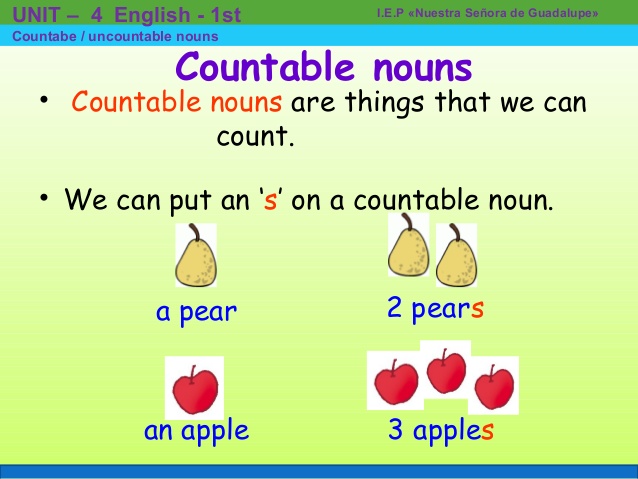 UNIT – 4 English - 1st
I.E.P «Nuestra Señora de Guadalupe»
Countabe / uncountable nouns
Countable nouns
• Countable nouns are things that we can
count.
• We can put an ‘s’ on a countable noun.
a pear
2 pears
an apple
3 apples